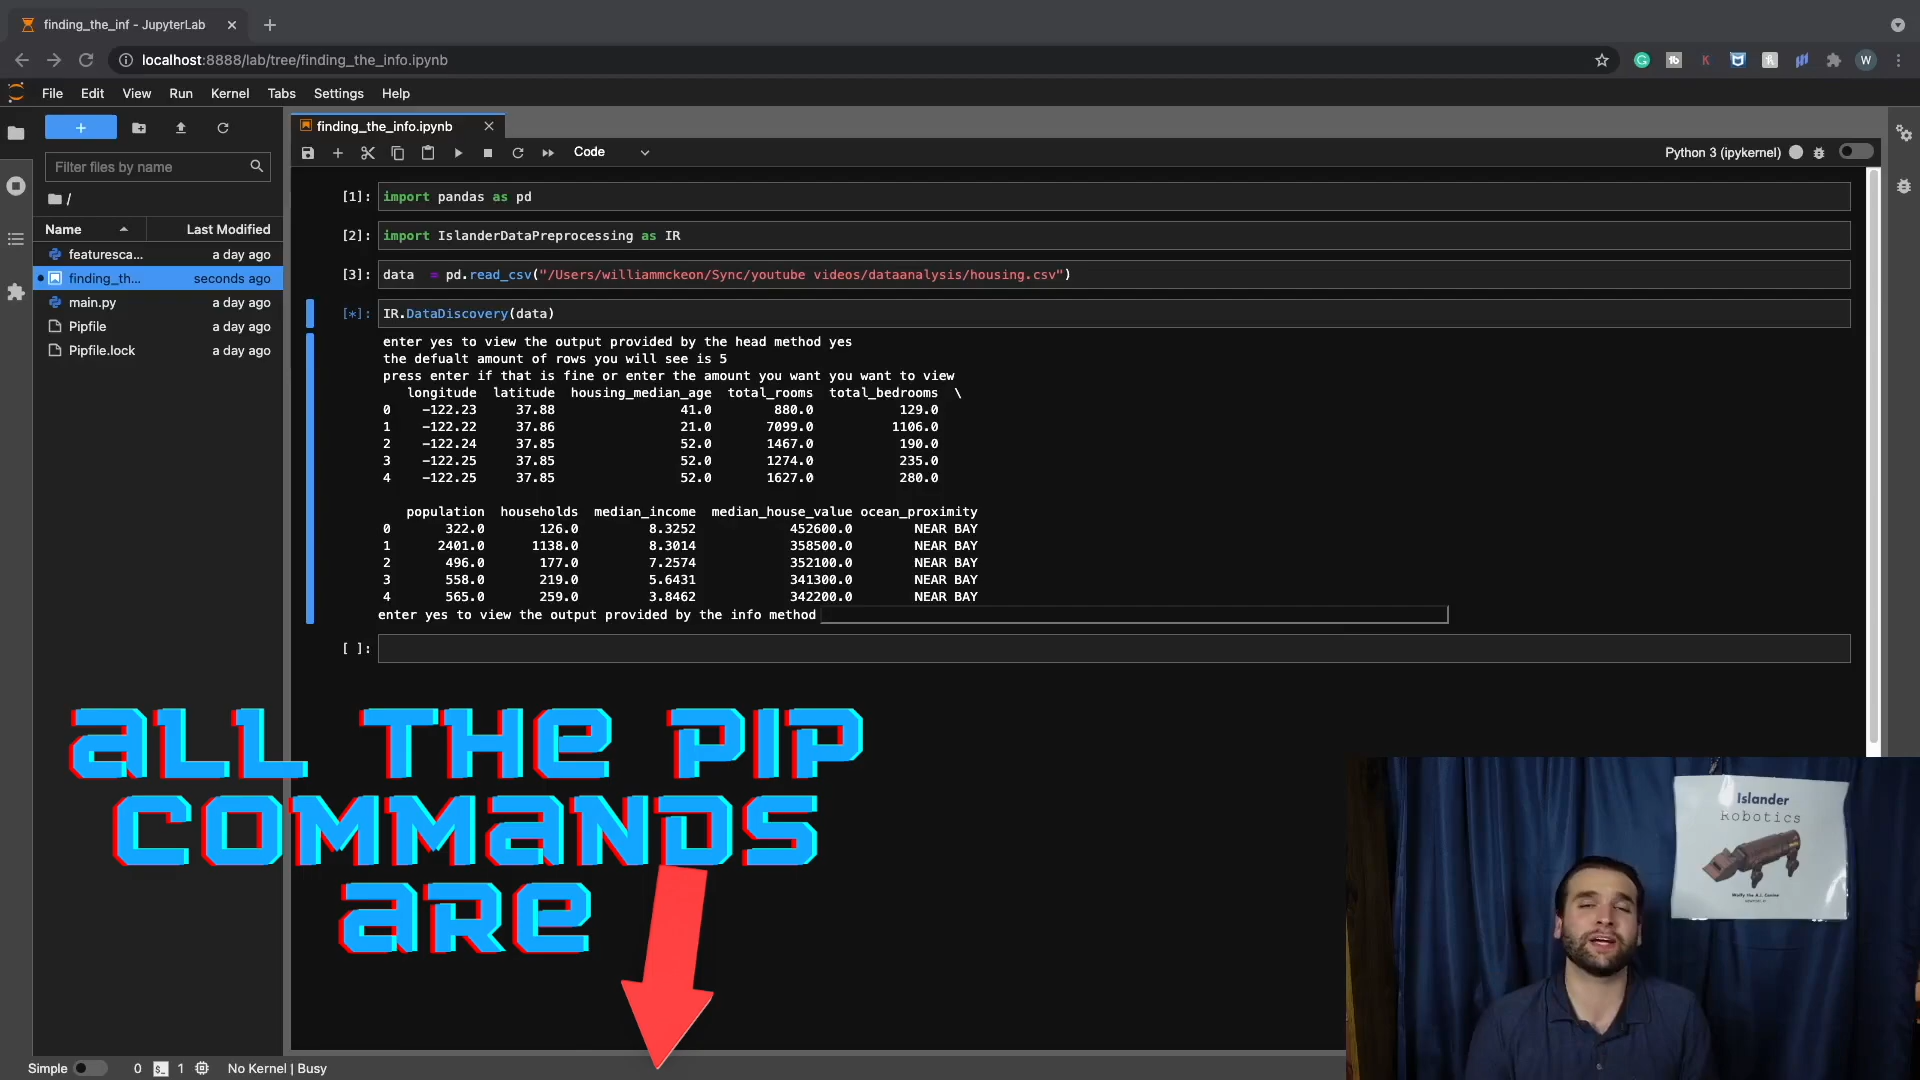 finding_the_inf - JupyterLab
localhost:8888/lab/tree/finding_the_info.ipynb
W
File Edit View Run Kernel Tabs Settings Help
+
finding_the_info.ipynb
Filter files by name
Code
Python 3 (ipykernel)
/
Name Last Modified
featuresca... a day ago
finding_th... seconds ago
main.py a day ago
Pipfile a day ago
Pipfile.lock a day ago
[1]: import pandas as pd
[2]: import IslanderDataPreprocessing as IR
[3]: data = pd.read_csv("/Users/williammckeon/Sync/youtube videos/dataanalysis/housing.csv")
[*]: IR.DataDiscovery(data)
enter yes to view the output provided by the head method yes
the defualt amount of rows you will see is 5
press enter if that is fine or enter the amount you want you want to view
longitude latitude housing_median_age total_rooms total_bedrooms \
0 -122.23 37.88 41.0 880.0 129.0
1 -122.22 37.86 21.0 7099.0 1106.0
2 -122.24 37.85 52.0 1467.0 190.0
3 -122.25 37.85 52.0 1274.0 235.0
4 -122.25 37.85 52.0 1627.0 280.0
population households median_income median_house_value ocean_proximity
0 322.0 126.0 8.3252 452600.0 NEAR BAY
1 2401.0 1138.0 8.3014 358500.0 NEAR BAY
2 496.0 177.0 7.2574 352100.0 NEAR BAY
3 558.0 219.0 5.6431 341300.0 NEAR BAY
4 565.0 259.0 3.8462 342200.0 NEAR BAY
enter yes to view the output provided by the info method
[ ]:
ALL THE PIP
COMMANDS
ARE
Islander
Robotics
Simple 0 1 No Kernel | Busy